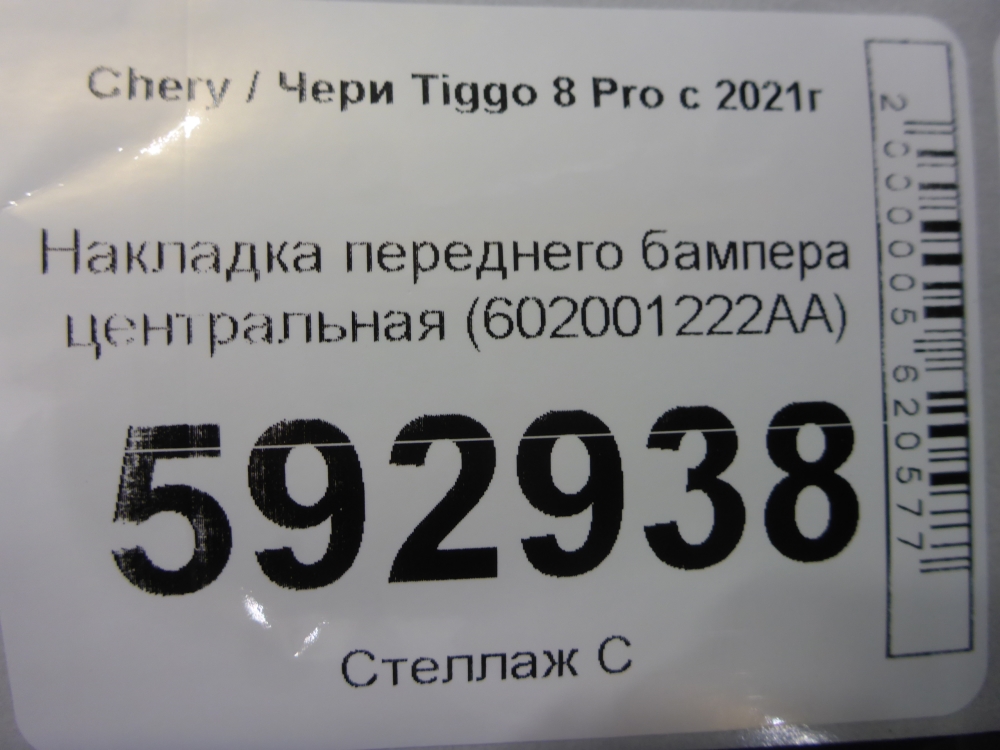 Chery / Чери Tiggo 8 Pro с 2021г
Накладка переднего бампера
центральная (602001222AA)
592938
Стеллаж С
2000005620577